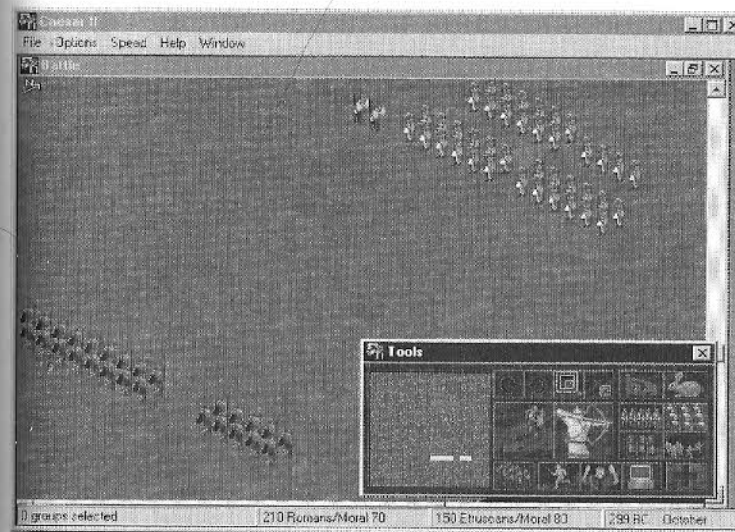 Caesar II
File Options Speed Help Window
Battle
Tools
0 groups selected 210 Romans/Moral 70 150 Etruscans/Moral 80 289 BC October